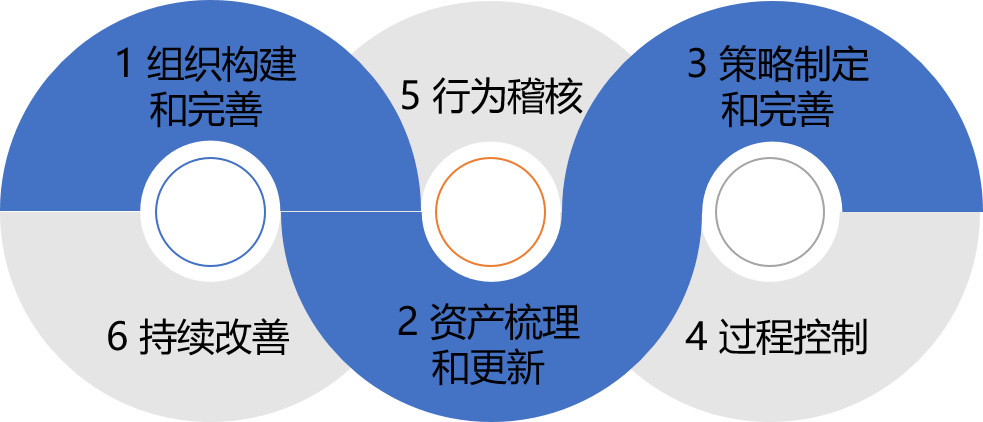 1 组织构建
和完善
5 行为稽核
3 策略制定
和完善
6 持续改善
2 资产梳理
和更新
4 过程控制